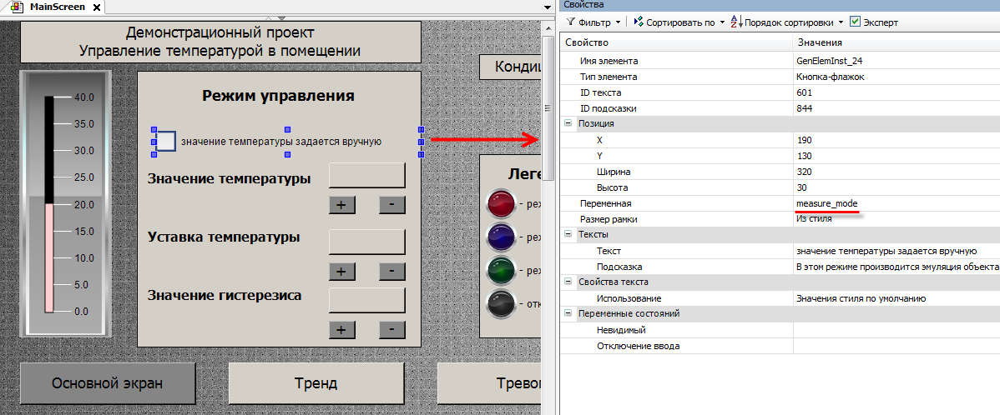 MainScreen
Демонстрационный проект
Управление температурой в помещении
40.0
35.0
30.0
25.0
20.0
15.0
10.0
5.0
0.0
Режим управления
значение температуры задается вручную
Значение температуры
+ -
Уставка температуры
+ -
Значение гистерезиса
+ -
Кондиц
Леге
- реж
- реж
- реж
- отк
Основной экран
Тренд
Тревог
Свойства
Фильтр Сортировать по Порядок сортировки Эксперт
Свойство Значения
Имя элемента GenElemInst_24
Тип элемента Кнопка-флажок
ID текста 601
ID подсказки 844
Позиция
X 190
Y 130
Ширина 320
Высота 30
Переменная measure_mode
Размер рамки Из стиля
Тексты
Текст значение температуры задается вручную
Подсказка В этом режиме производится эмуляция объекта
Свойства текста
Использование Значения стиля по умолчанию
Переменные состояний
Невидимый
Отключение ввода